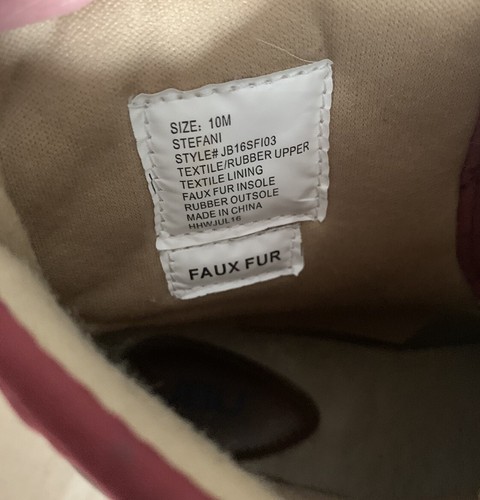 SIZE: 10M
STEFANI
STYLE# JB16SFI03
TEXTILE/RUBBER UPPER
TEXTILE LINING
FAUX FUR INSOLE
RUBBER OUTSOLE
MADE IN CHINA
HHWJUL16
FAUX FUR